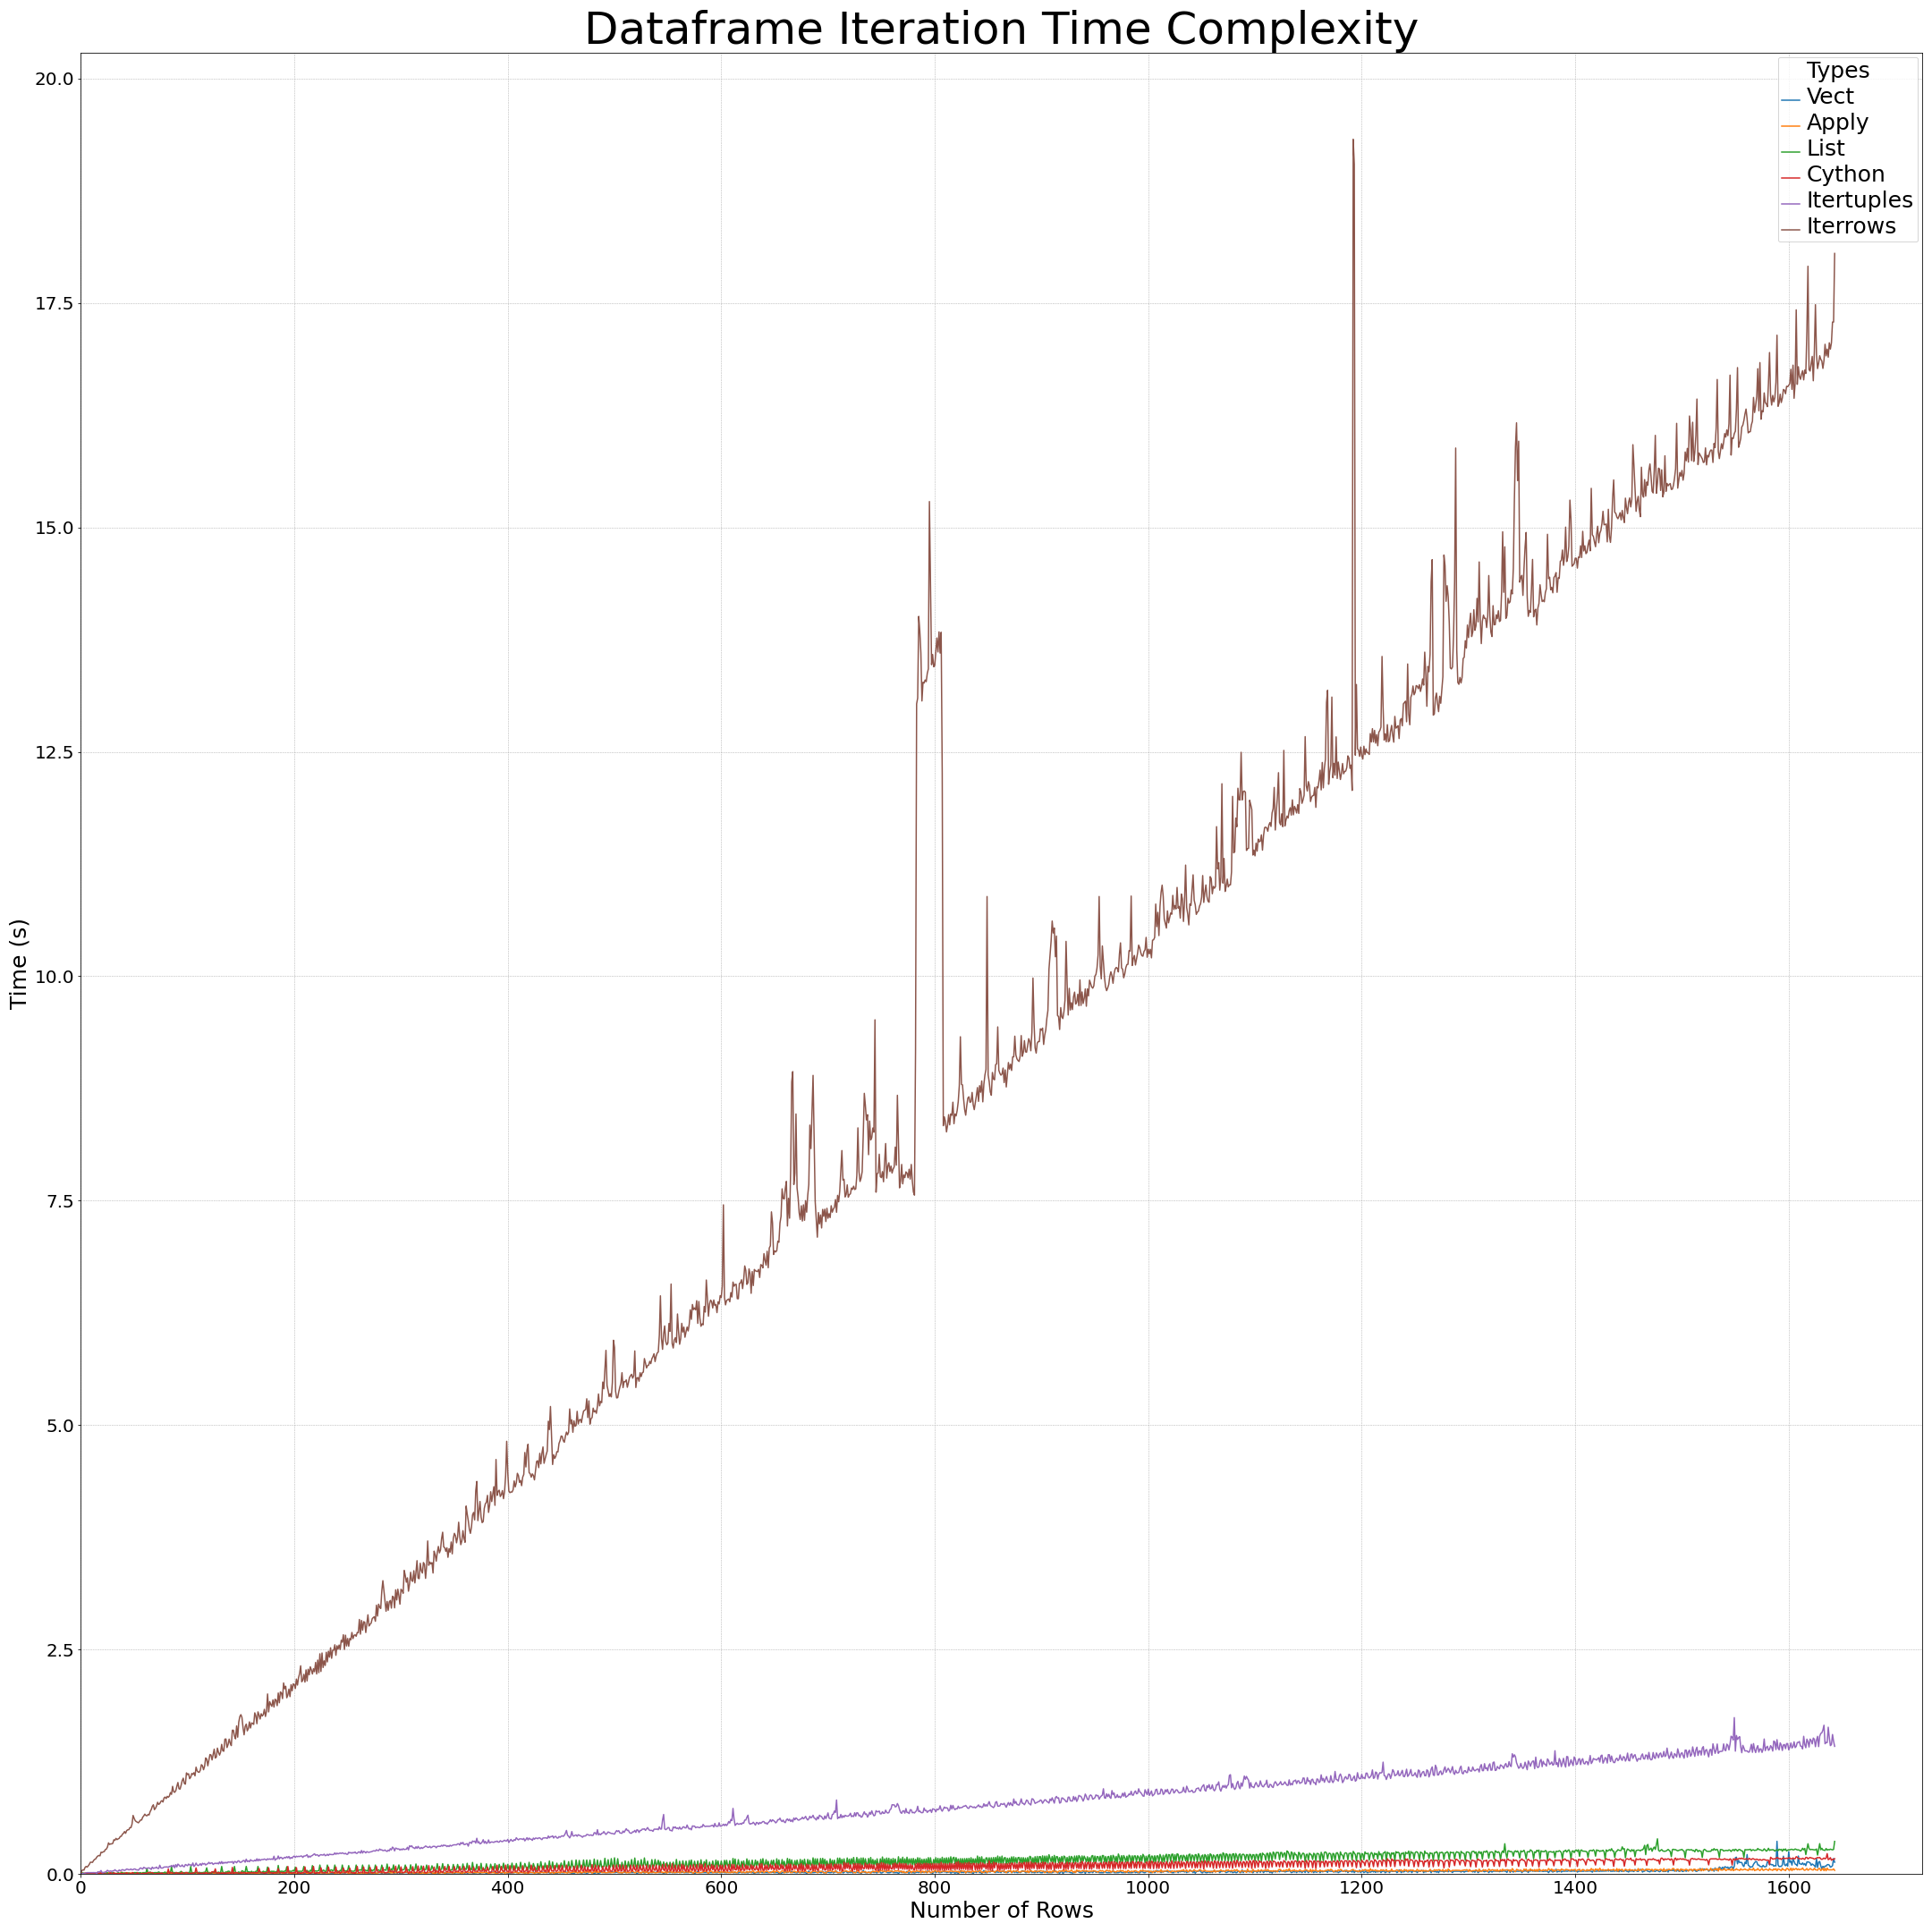 Dataframe Iteration Time Complexity
Types
Vect
Apply
List
Cython
Itertuples
Iterrows
20.0
17.5
15.0
12.5
10.0
7.5
5.0
2.5
0.0
Time (s)
0 200 400 600 800 1000 1200 1400 1600
Number of Rows